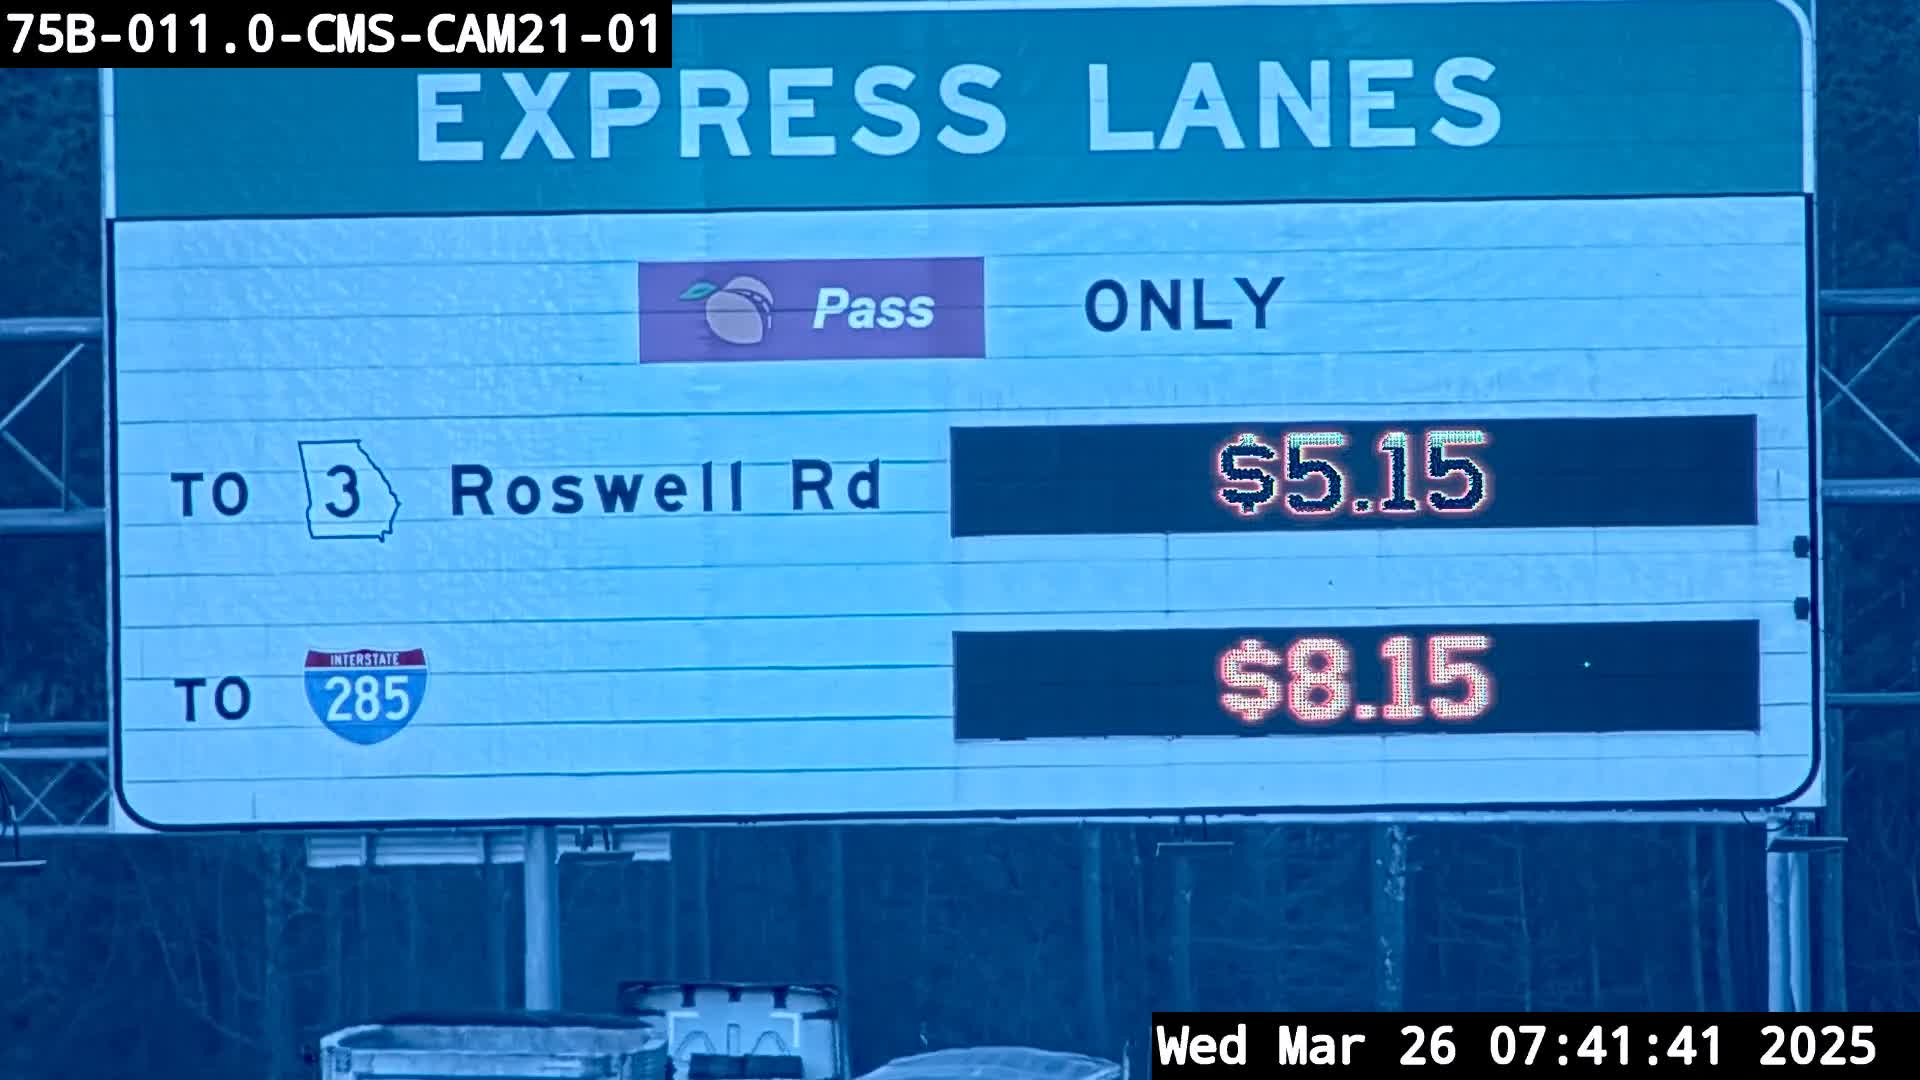 75B-011.0-CMS-CAM21-01
EXPRESS LANES
Pass ONLY
TO 3 Roswell Rd $5.15
TO INTERSTATE 285 $8.15
Wed Mar 26 07:41:41 2025